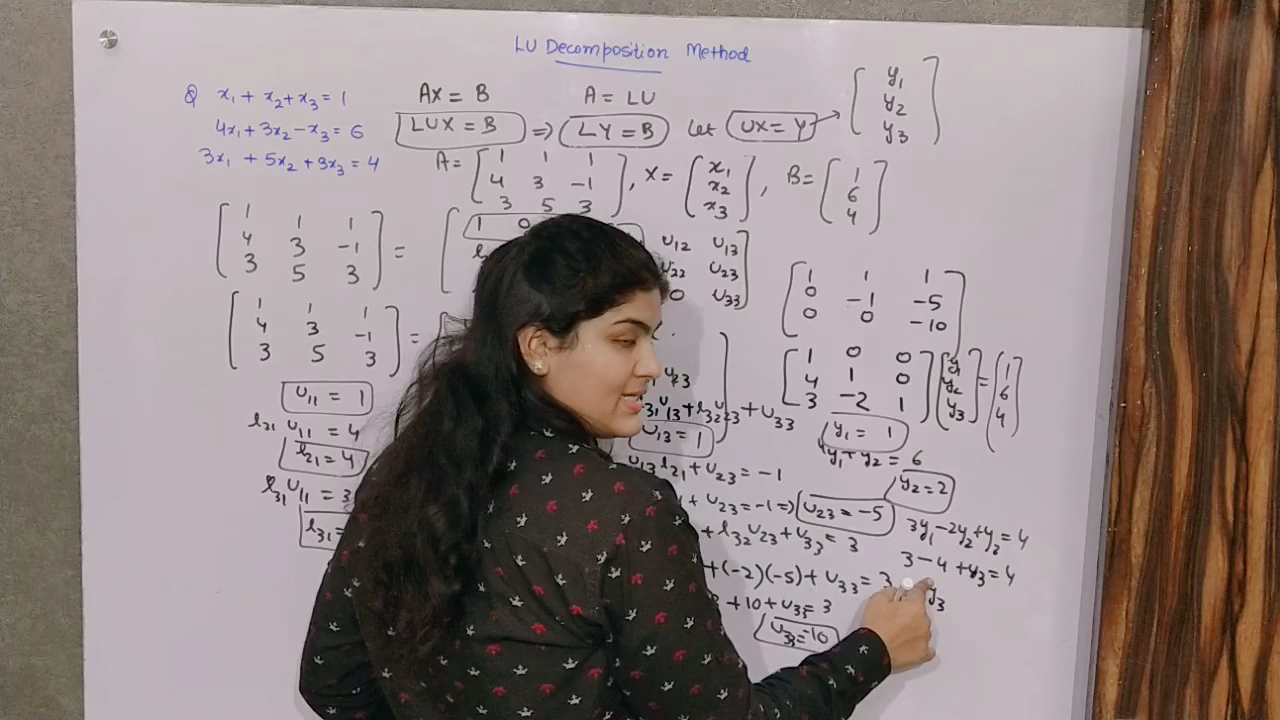 LU Decomposition Method
Q x₁ + x₂ + x₃ = 1
4x₁ + 3x₂ - x₃ = 6
3x₁ + 5x₂ + 3x₃ = 4
AX = B A = LU
LUX = B => LY = B Let UX = Y
y₁
y₂
y₃
A = 1 1 1 , X = x₁ , B = 1
4 3 -1 x₂ 6
3 5 3 x₃ 4
1 1 1 = 1 0 U₁₂ U₁₃
4 3 -1 U₂₂ U₂₃
3 5 3 0 U₃₃
1 1 1 =
4 3 -1
3 5 3
U₁₁ = 1
l₂₁ U₁₁ = 4
l₂₁ = 4
l₃₁ U₁₁ = 3
l₃₁ =
+ l₃₂U₂₃ + U₃₃
U₁₃ = 1
U₁₃ l₂₁ + U₂₃ = -1
+ U₂₃ = -1 => U₂₃ = -5
+ l₃₂ U₂₃ + U₃₃ = 3
+ (-2)(-5) + U₃₃ = 3
+ 10 + U₃₃ = 3
U₃₃ = -10
1 1 1
0 -1 -5
0 0 -10
1 0 0 y₁ = 1
4 1 0 y₂ 6
3 -2 1 y₃ 4
y₁ = 1
4y₁ + y₂ = 6
y₂ = 2
3y₁ - 2y₂ + y₃ = 4
3 - 4 + y₃ = 4
y₃